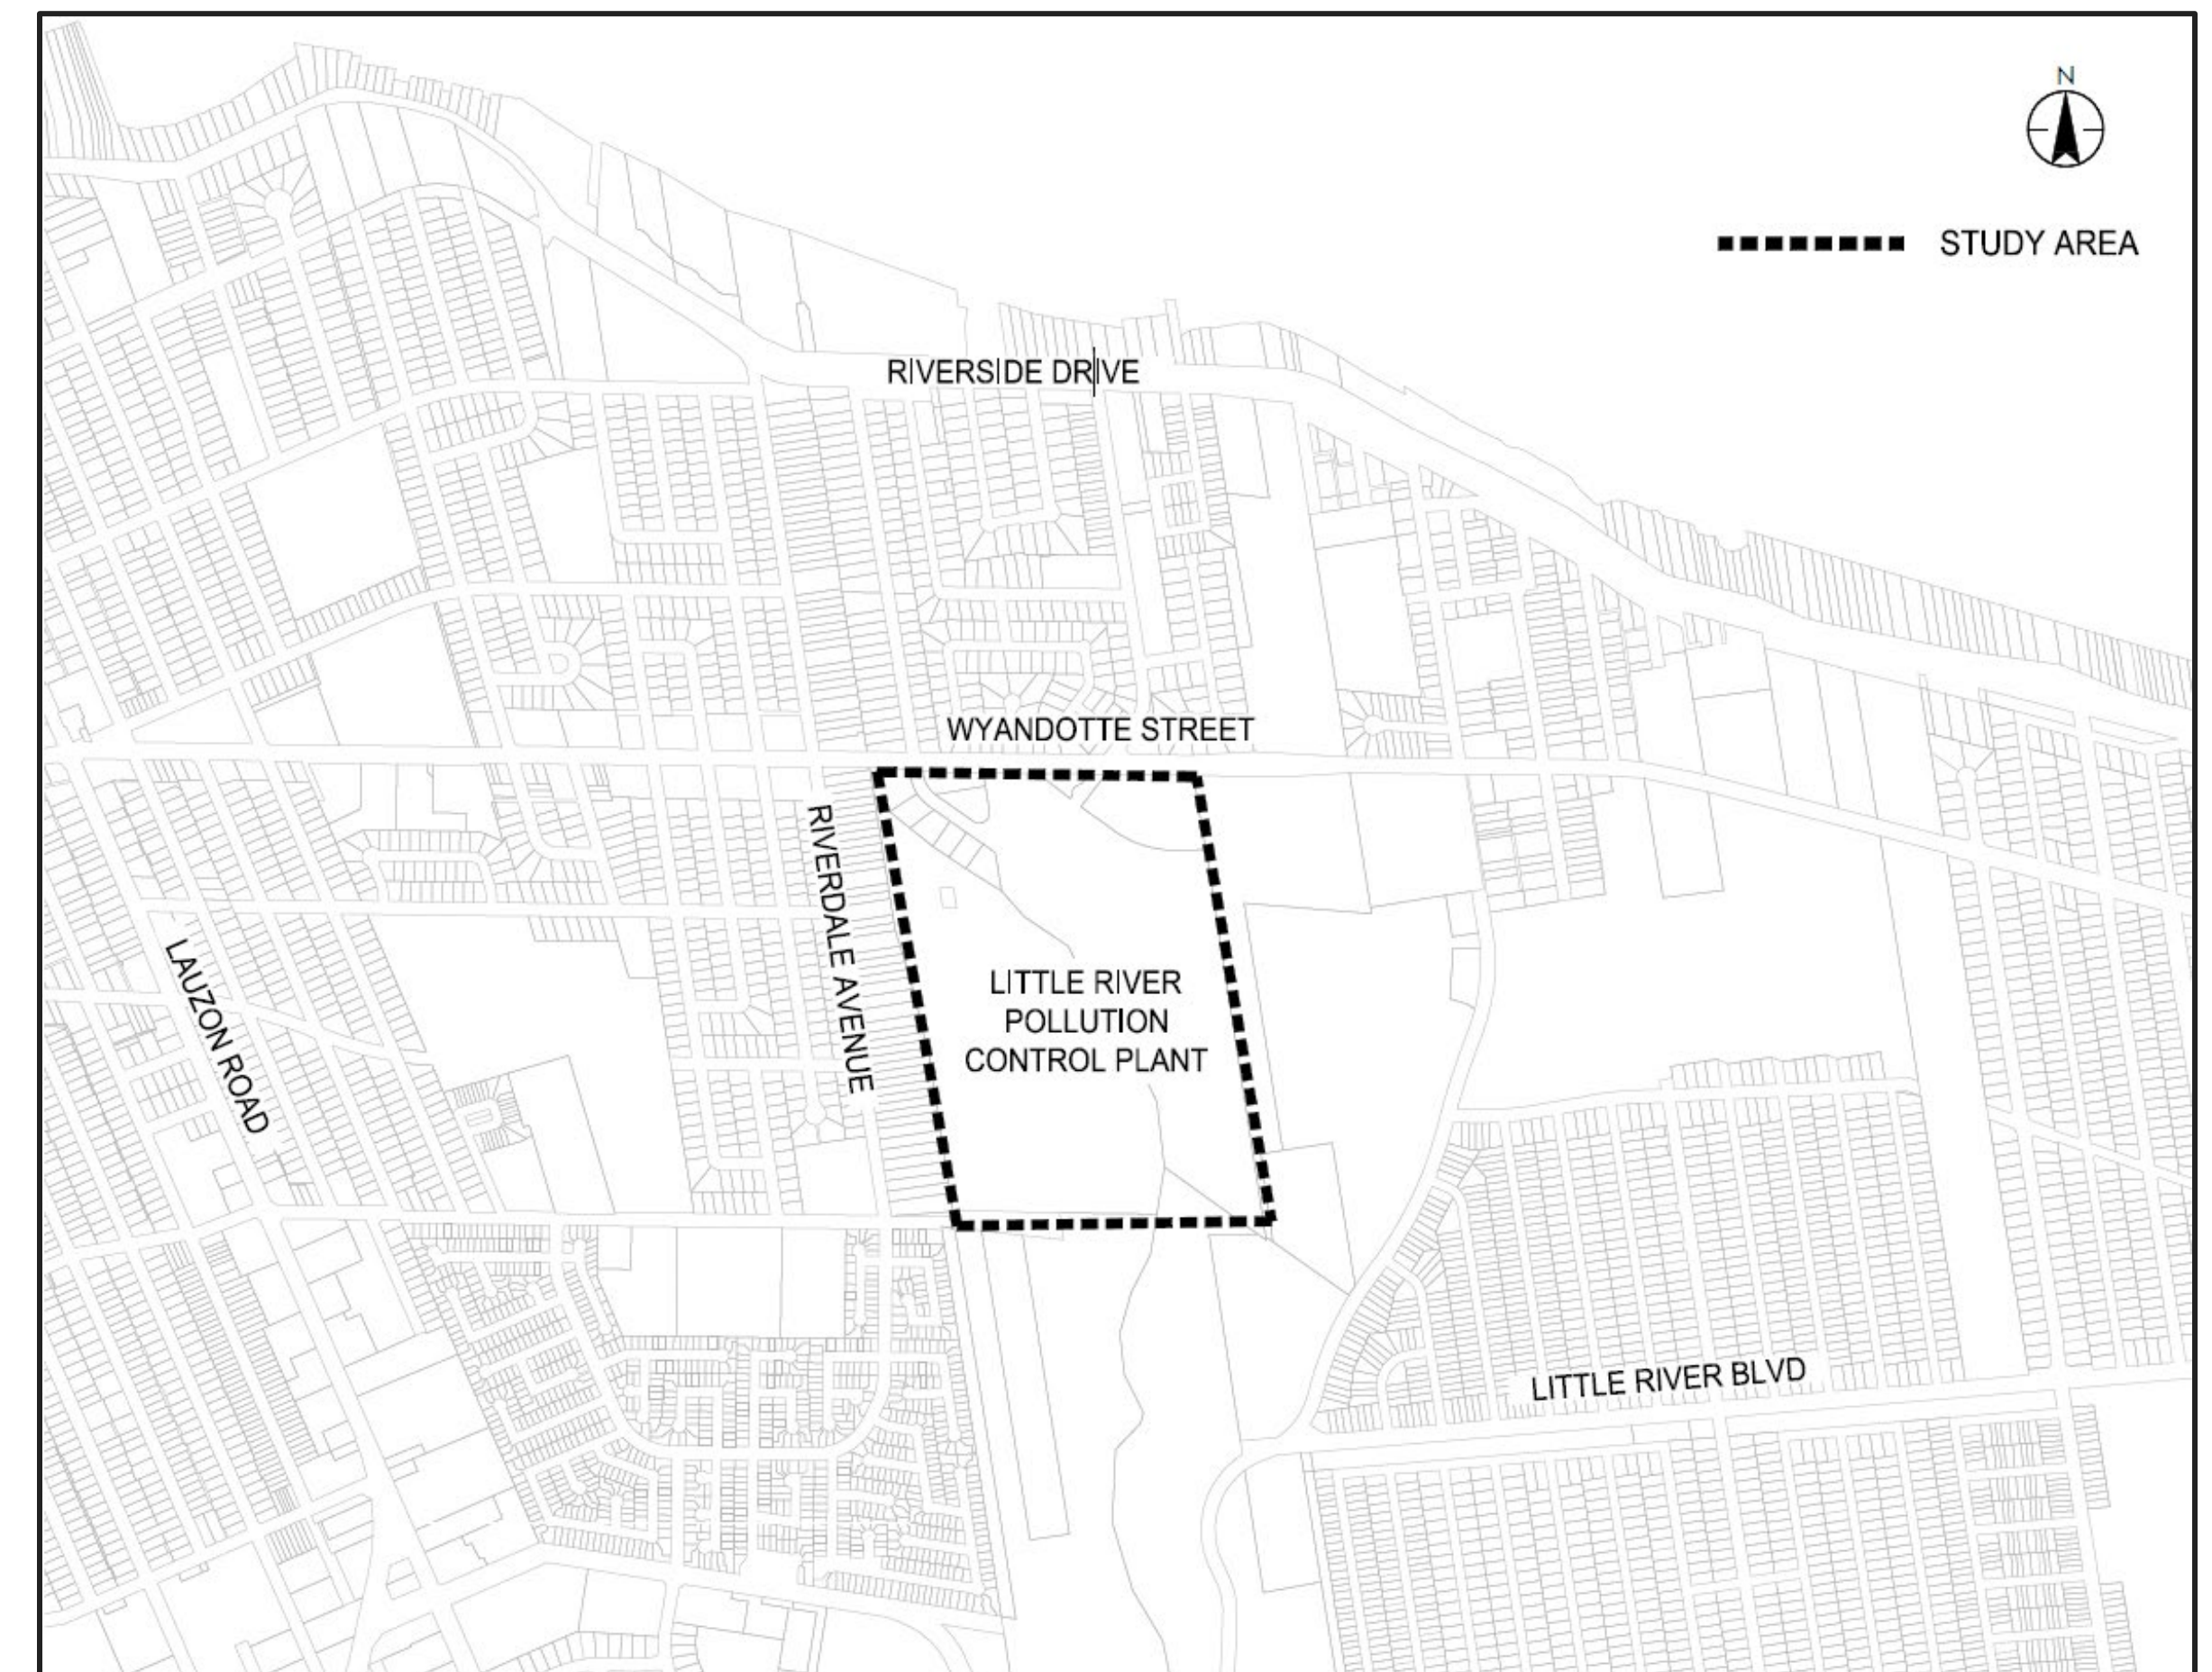 N
STUDY AREA
RIVERSIDE DRIVE
WYANDOTTE STREET
RIVERDALE AVENUE
LAUZON ROAD
LITTLE RIVER
POLLUTION
CONTROL PLANT
LITTLE RIVER BLVD